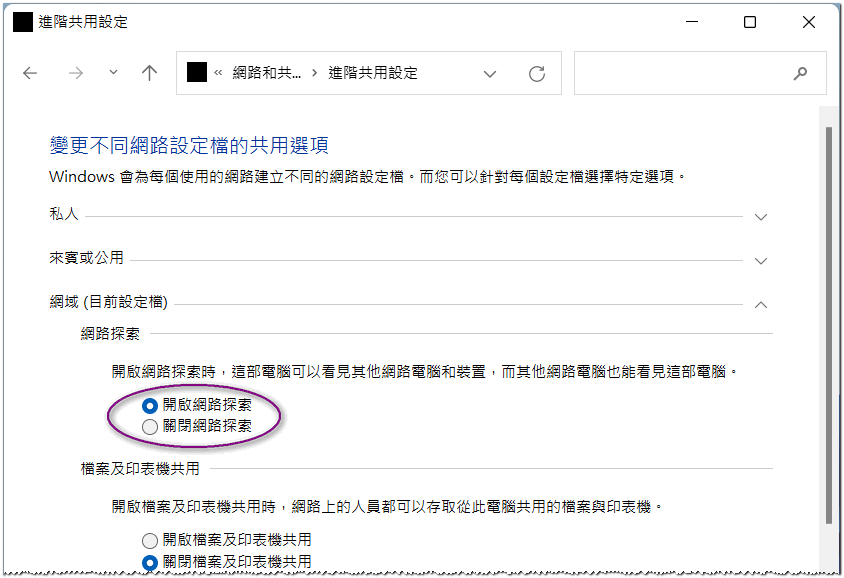 進階共用設定
« 網路和共... › 進階共用設定
變更不同網路設定檔的共用選項
Windows 會為每個使用的網路建立不同的網路設定檔。而您可以針對每個設定檔選擇特定選項。
私人
來賓或公用
網域 (目前設定檔)
網路探索
開啟網路探索時，這部電腦可以看見其他網路電腦和裝置，而其他網路電腦也能看見這部電腦。
開啟網路探索
關閉網路探索
檔案及印表機共用
開啟檔案及印表機共用時，網路上的人員都可以存取從此電腦共用的檔案與印表機。
開啟檔案及印表機共用
關閉檔案及印表機共用